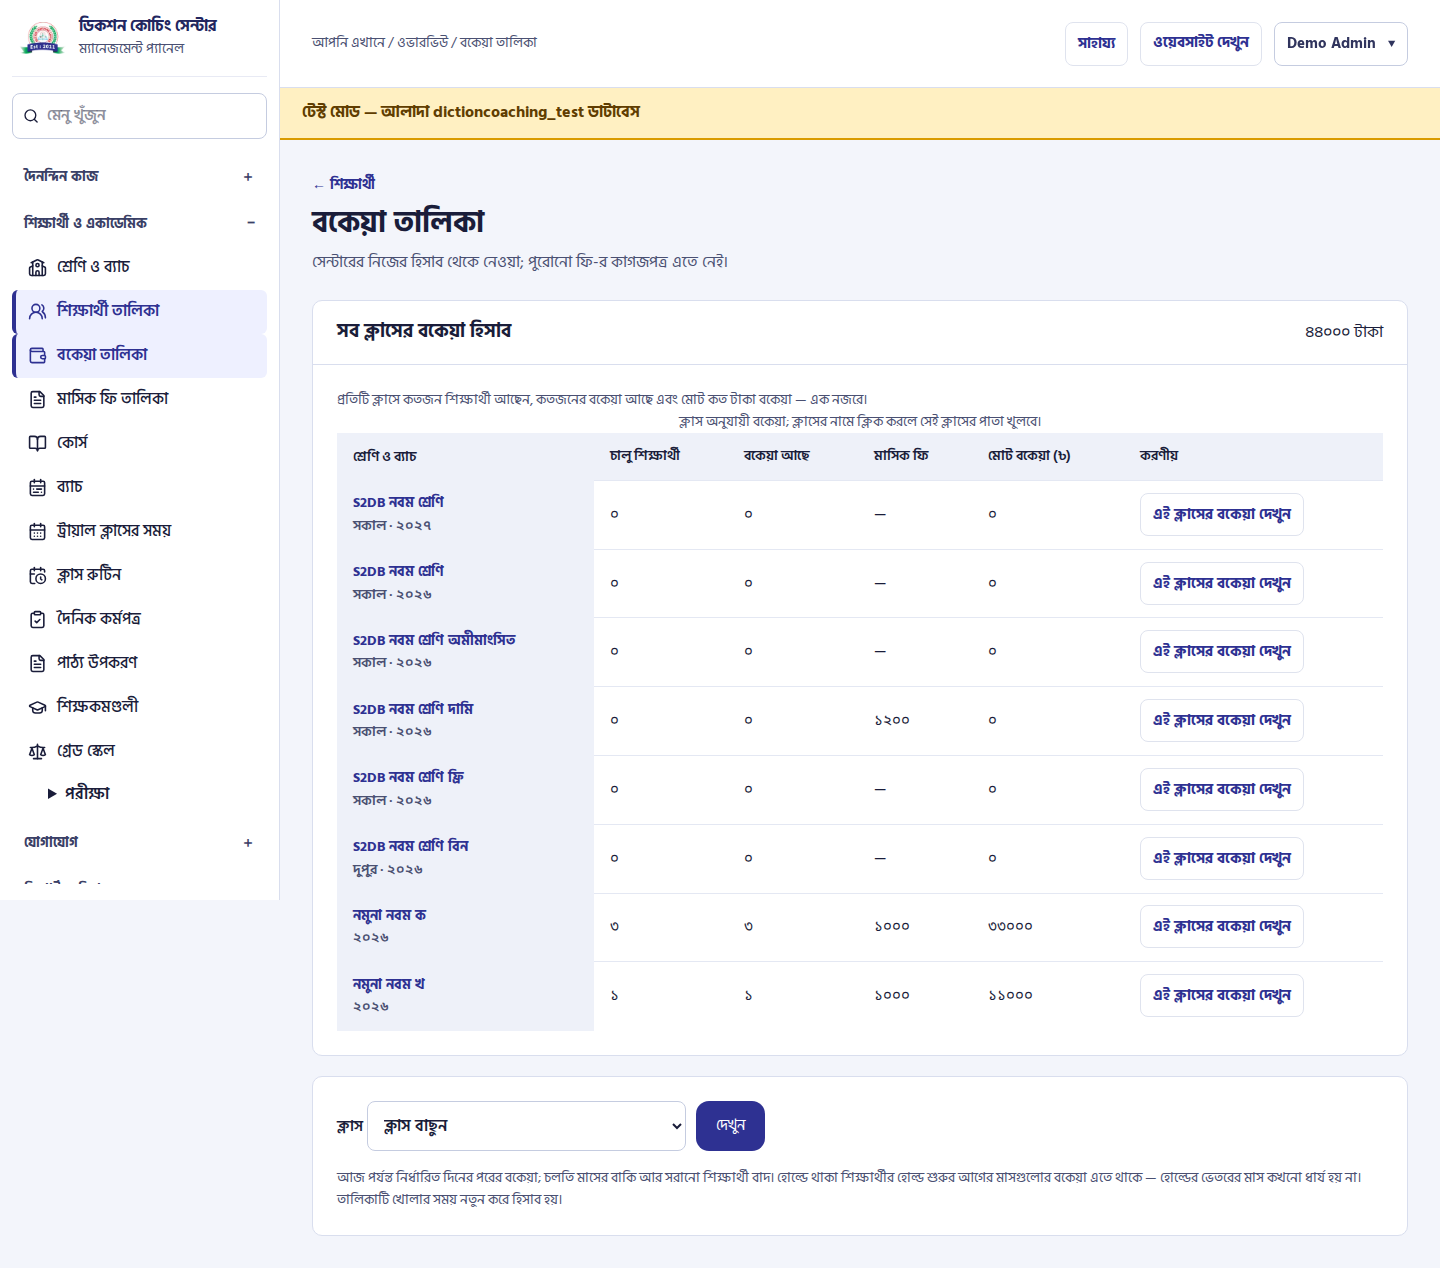 ডিকশন কোচিং সেন্টার
ম্যানেজমেন্ট প্যানেল
মেনু খুঁজুন
দৈনন্দিন কাজ +
শিক্ষার্থী ও একাডেমিক −
শ্রেণি ও ব্যাচ
শিক্ষার্থী তালিকা
বকেয়া তালিকা
মাসিক ফি তালিকা
কোর্স
ব্যাচ
ট্রায়াল ক্লাসের সময়
ক্লাস রুটিন
দৈনিক কর্মপত্র
পাঠ্য উপকরণ
শিক্ষকমণ্ডলী
গ্রেড স্কেল
▶ পরীক্ষা
যোগাযোগ +
আপনি এখানে / ওভারভিউ / বকেয়া তালিকা
সাহায্য
ওয়েবসাইট দেখুন
Demo Admin ▾
টেস্ট মোড — আলাদা dictioncoaching_test ডাটাবেস
← শিক্ষার্থী
বকেয়া তালিকা
সেন্টারের নিজের হিসাব থেকে নেওয়া; পুরোনো ফি-র কাগজপত্র এতে নেই।
সব ক্লাসের বকেয়া হিসাব
৪৪০০০ টাকা
প্রতিটি ক্লাসে কতজন শিক্ষার্থী আছেন, কতজনের বকেয়া আছে এবং মোট কত টাকা বকেয়া — এক নজরে।
ক্লাস অনুযায়ী বকেয়া; ক্লাসের নামে ক্লিক করলে সেই ক্লাসের পাতা খুলবে।
শ্রেণি ও ব্যাচ চালু শিক্ষার্থী বকেয়া আছে মাসিক ফি মোট বকেয়া (৳) করণীয়
S2DB নবম শ্রেণি
সকাল · ২০২৭
০ ০ — ০ এই ক্লাসের বকেয়া দেখুন
S2DB নবম শ্রেণি
সকাল · ২০২৬
০ ০ — ০ এই ক্লাসের বকেয়া দেখুন
S2DB নবম শ্রেণি অমীমাংসিত
সকাল · ২০২৬
০ ০ — ০ এই ক্লাসের বকেয়া দেখুন
S2DB নবম শ্রেণি দামি
সকাল · ২০২৬
০ ০ ১২০০ ০ এই ক্লাসের বকেয়া দেখুন
S2DB নবম শ্রেণি ফ্রি
সকাল · ২০২৬
০ ০ — ০ এই ক্লাসের বকেয়া দেখুন
S2DB নবম শ্রেণি বিন
দুপুর · ২০২৬
০ ০ — ০ এই ক্লাসের বকেয়া দেখুন
নমুনা নবম ক
২০২৬
৩ ৩ ১০০০ ৩৩০০০ এই ক্লাসের বকেয়া দেখুন
নমুনা নবম খ
২০২৬
১ ১ ১০০০ ১১০০০ এই ক্লাসের বকেয়া দেখুন
ক্লাস ক্লাস বাছুন দেখুন
আজ পর্যন্ত নির্ধারিত দিনের পরের বকেয়া; চলতি মাসের বাকি আর সরানো শিক্ষার্থী বাদ। হোল্ডে থাকা শিক্ষার্থীর হোল্ড শুরুর আগের মাসগুলোর বকেয়া এতে থাকে — হোল্ডের ভেতরের মাস কখনো ধার্য হয় না।
তালিকাটি খোলার সময় নতুন করে হিসাব হয়।